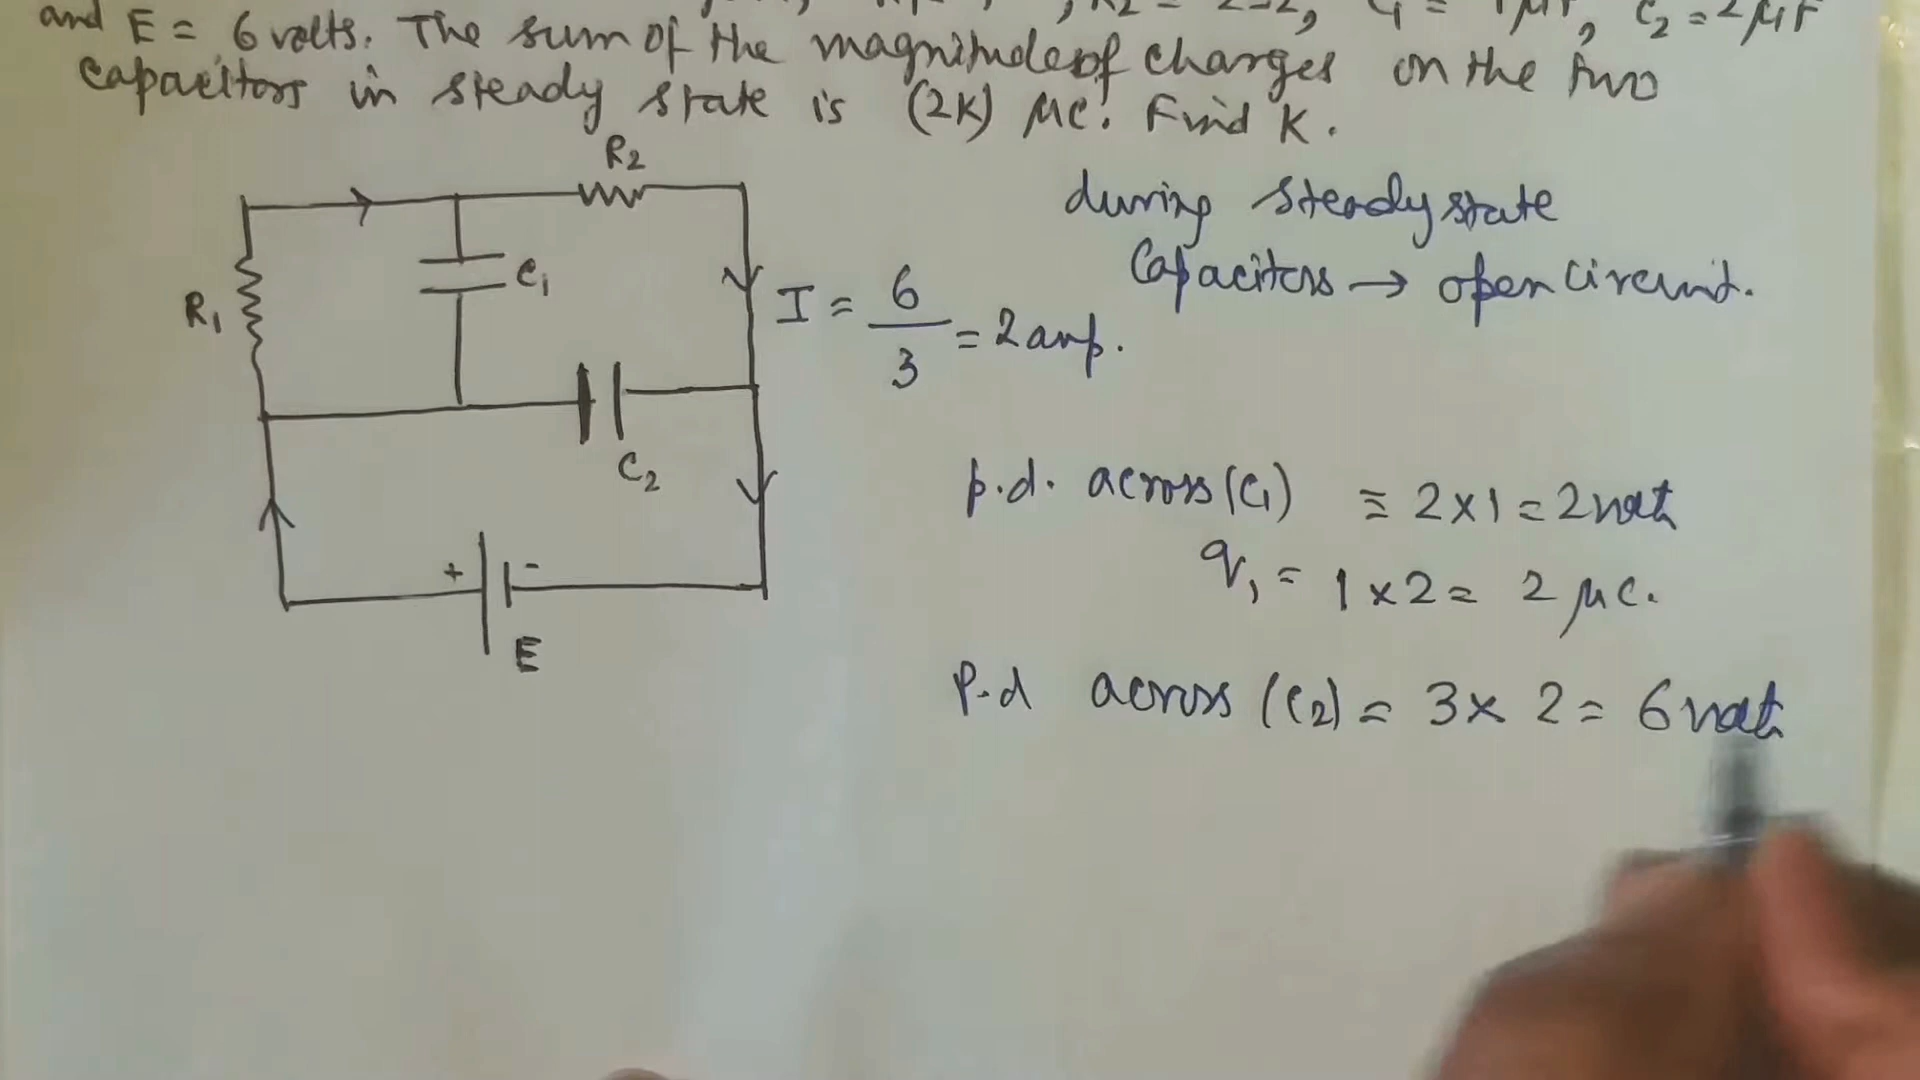 and E = 6 volts. The sum of the magnitude of charges on the two
capacitors in steady state is (2K) μC. Find K.
R₂
during steady state
Capacitors → open circuit.
C₁
R₁
I = 6/3 = 2 amp.
C₂
p.d. across (C₁) = 2 × 1 = 2 volt
q₁ = 1 × 2 = 2 μC.
+ -
E
P.d across (C₂) = 3 × 2 = 6 volt